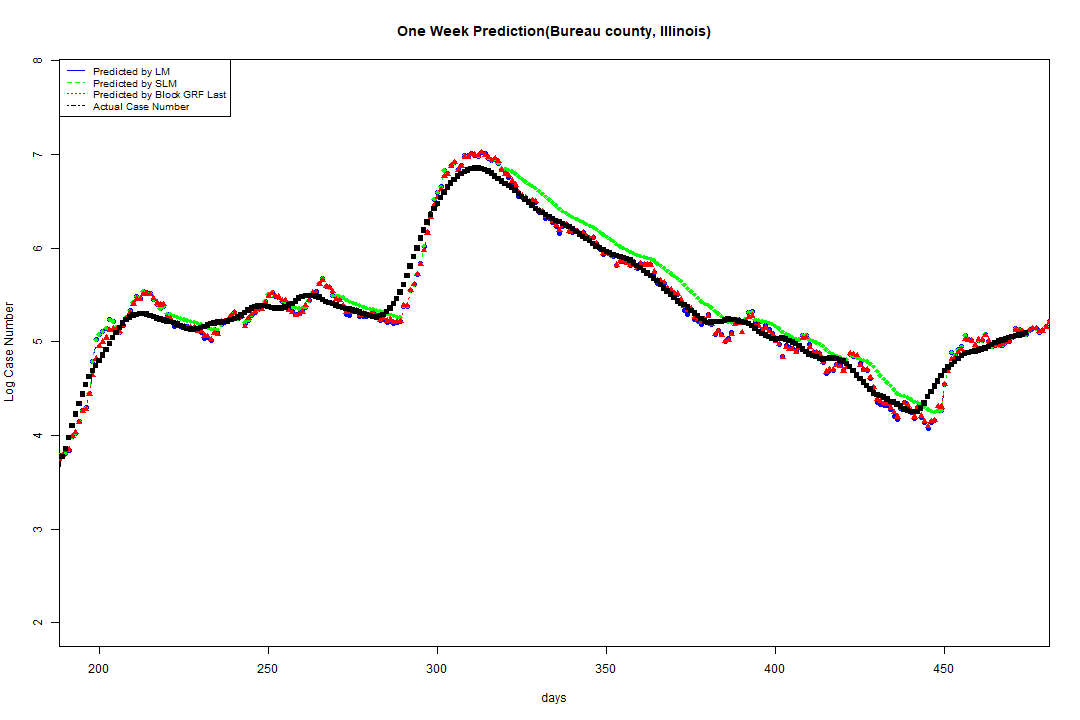 One Week Prediction(Bureau county, Illinois)
Predicted by LM
Predicted by SLM
Predicted by Block GRF Last
Actual Case Number
Log Case Number
8
7
6
5
4
3
2
200 250 300 350 400 450
days